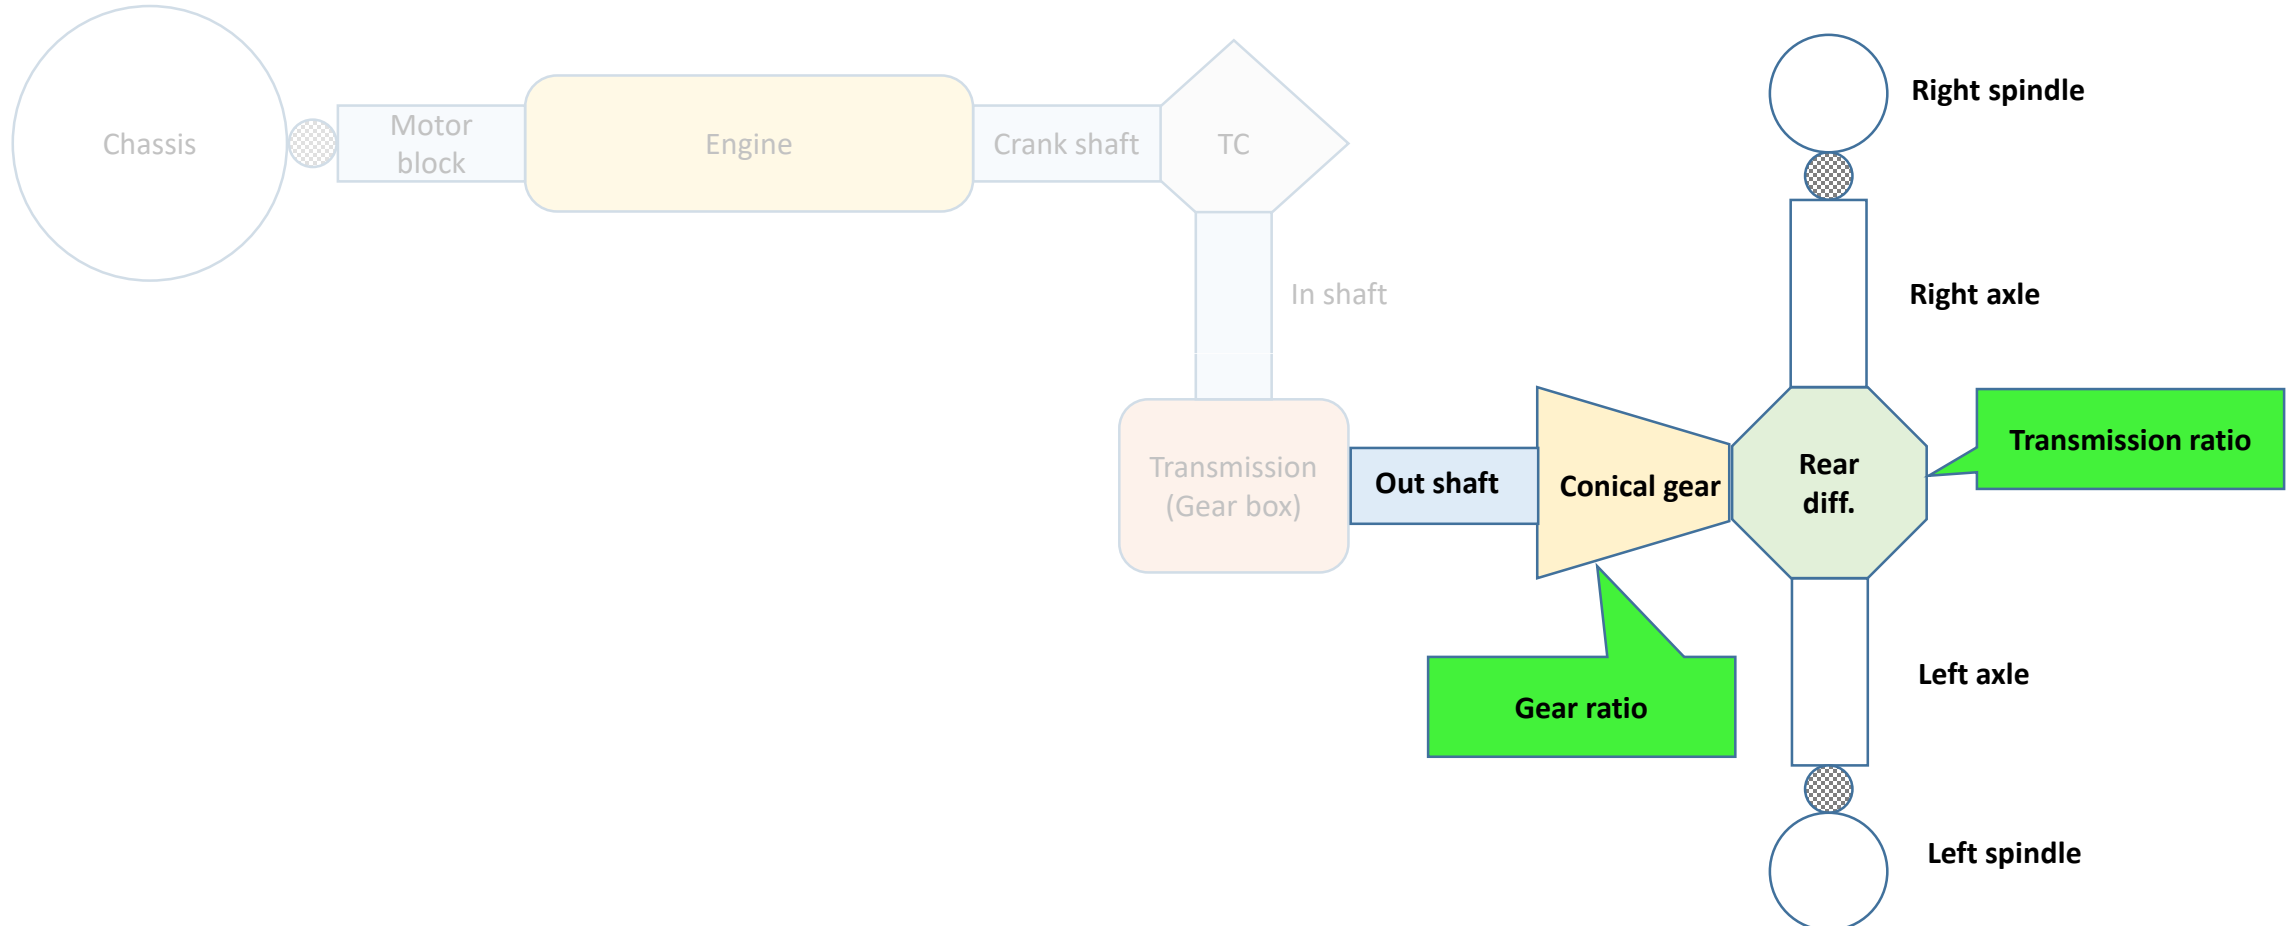 Chassis
Motor
block
Engine
Crank shaft
TC
Right spindle
In shaft
Right axle
Transmission
(Gear box)
Out shaft
Conical gear
Rear
diff.
Transmission ratio
Gear ratio
Left axle
Left spindle